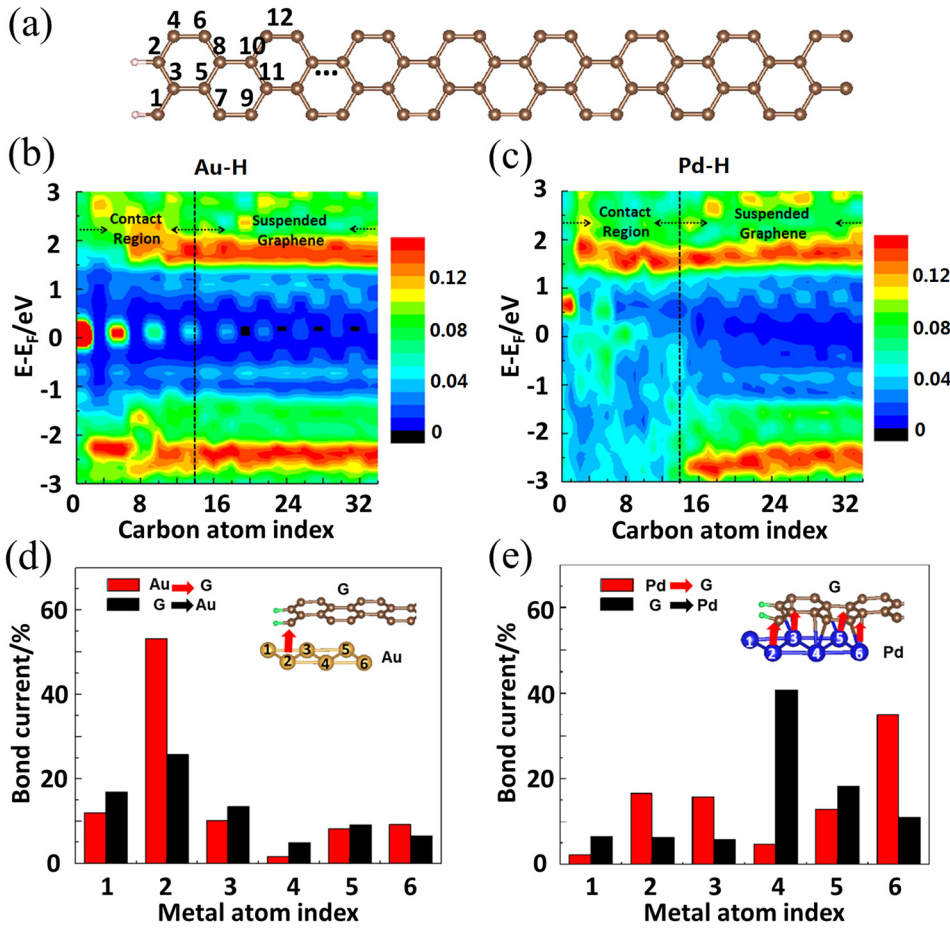 (a)
4 6 12
2 8 10
3 5 11 ...
1 7 9
(b) Au-H
(c) Pd-H
E-E_F/eV
3
2
1
0
-1
-2
-3
Contact
Region
Suspended
Graphene
0.12
0.08
0.04
0
0 8 16 24 32
Carbon atom index
E-E_F/eV
3
2
1
0
-1
-2
-3
Contact
Region
Suspended
Graphene
0.12
0.08
0.04
0
0 8 16 24 32
Carbon atom index
(d)
Bond current/%
60
40
20
0
Au → G
G → Au
G
1 3 5
2 4 6
Au
1 2 3 4 5 6
Metal atom index
(e)
Bond current/%
60
40
20
0
Pd → G
G → Pd
G
1 3 5
2 4 6
Pd
1 2 3 4 5 6
Metal atom index